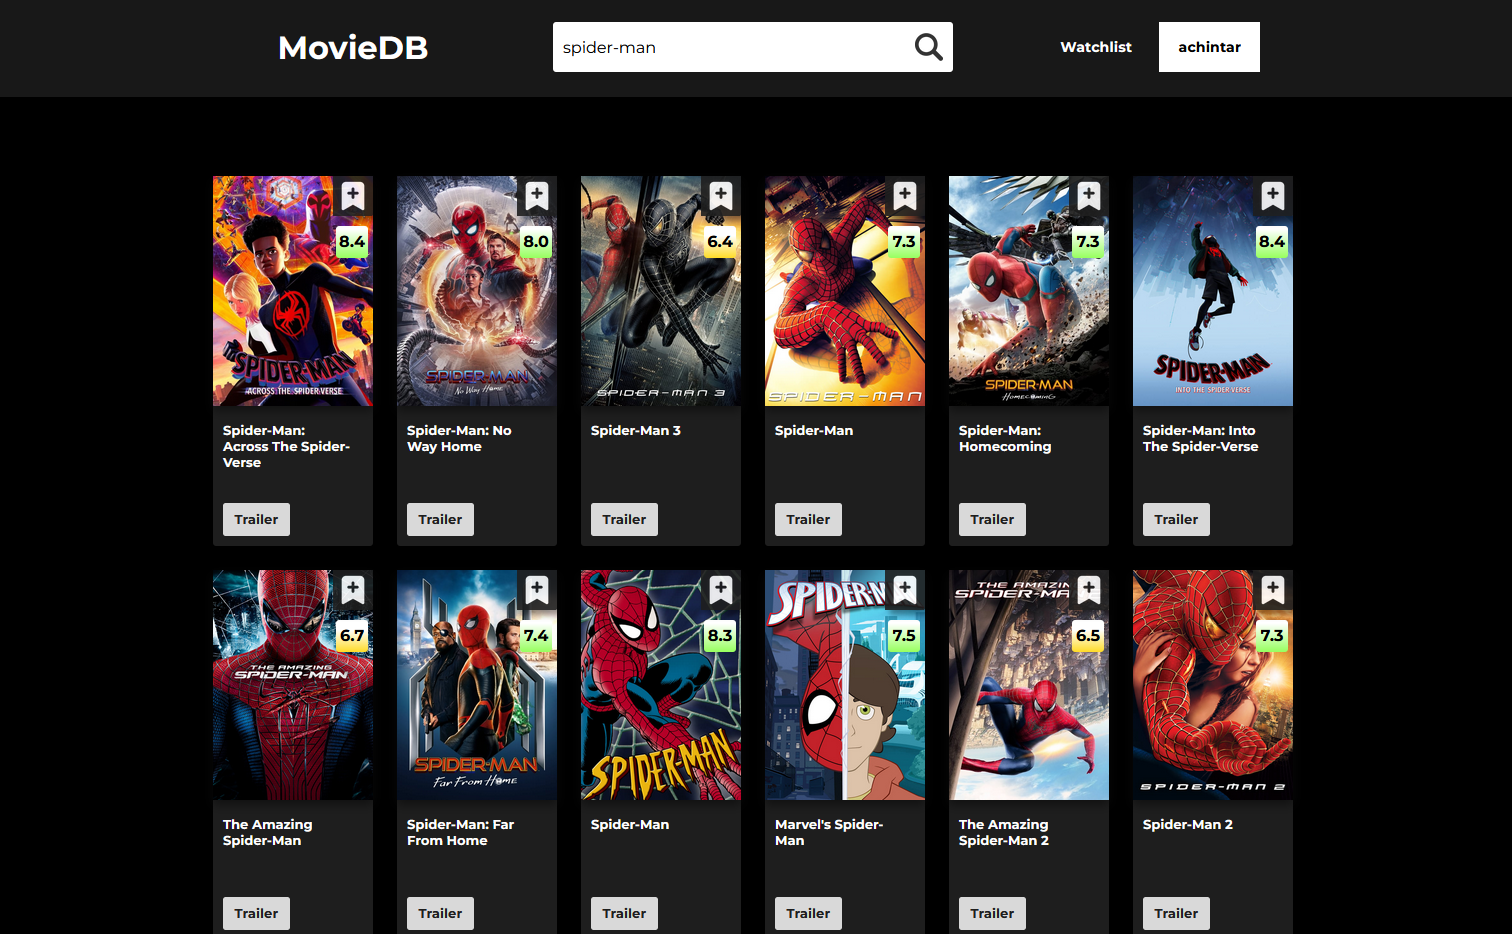 MovieDB
spider-man
Watchlist
achintar
8.4
SPIDER-MAN
ACROSS THE SPIDER-VERSE
8.0
SPIDER-MAN
No Way Home
6.4
SPIDER-MAN 3
7.3
SPIDER-MAN
7.3
SPIDER-MAN
HOMECOMING
8.4
SPIDER-MAN
INTO THE SPIDER-VERSE
Spider-Man:
Across The Spider-
Verse
Spider-Man: No
Way Home
Spider-Man 3
Spider-Man
Spider-Man:
Homecoming
Spider-Man: Into
The Spider-Verse
Trailer
Trailer
Trailer
Trailer
Trailer
Trailer
6.7
THE AMAZING
SPIDER-MAN
7.4
SPIDER-MAN
Far From Home
8.3
SPIDER-MAN
SPIDER-M
7.5
THE AMAZIN
SPIDER-MA
6.5
7.3
SPIDER-MAN 2
The Amazing
Spider-Man
Spider-Man: Far
From Home
Spider-Man
Marvel's Spider-
Man
The Amazing
Spider-Man 2
Spider-Man 2
Trailer
Trailer
Trailer
Trailer
Trailer
Trailer